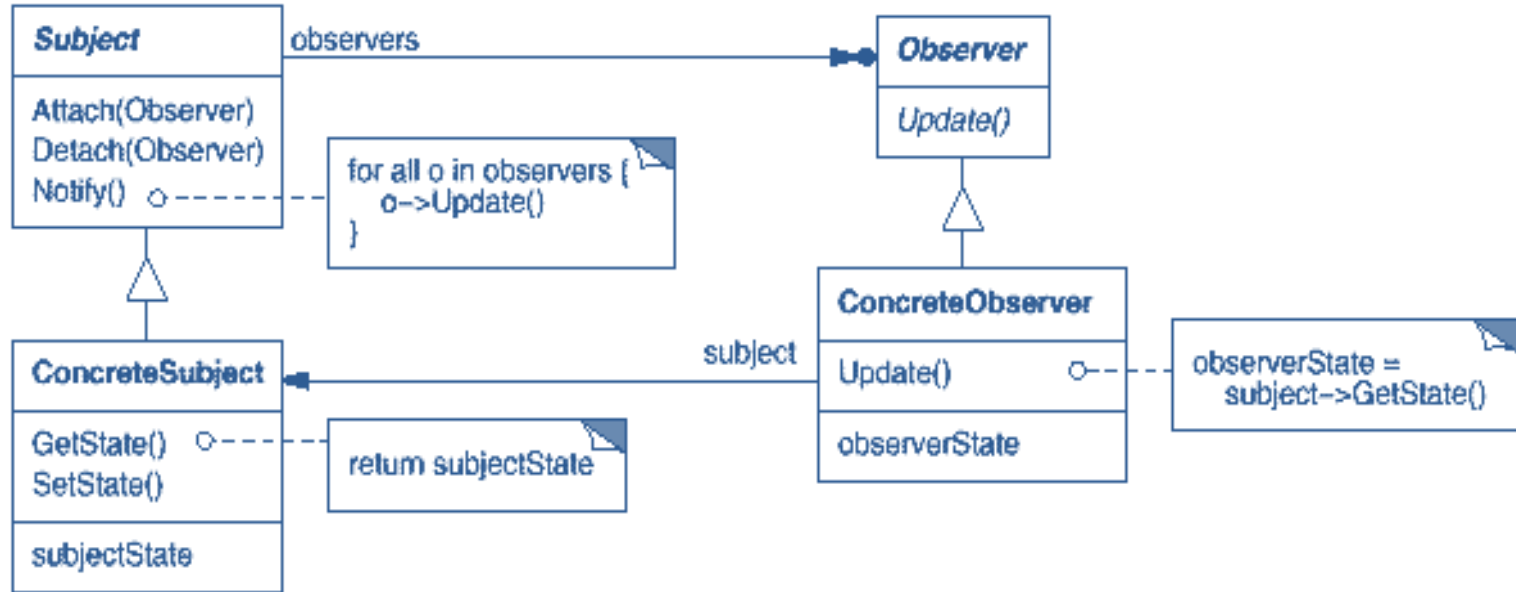 Subject
observers
Observer
Attach(Observer)
Detach(Observer)
Notify()
for all o in observers {
o->Update()
}
Update()
ConcreteSubject
GetState()
SetState()
subjectState
return subjectState
subject
ConcreteObserver
Update()
observerState
observerState =
subject->GetState()